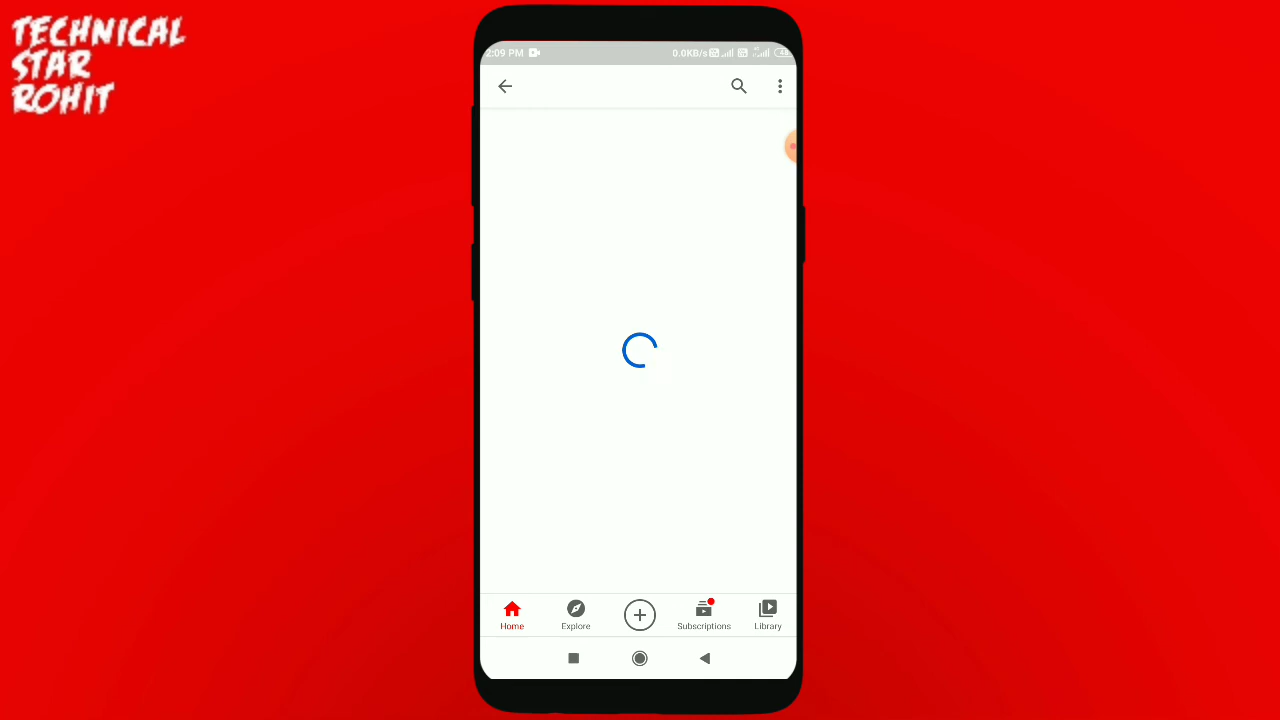 TECHNICAL
STAR
ROHIT
2:09 PM
0.0KB/s
Home
Explore
Subscriptions
Library